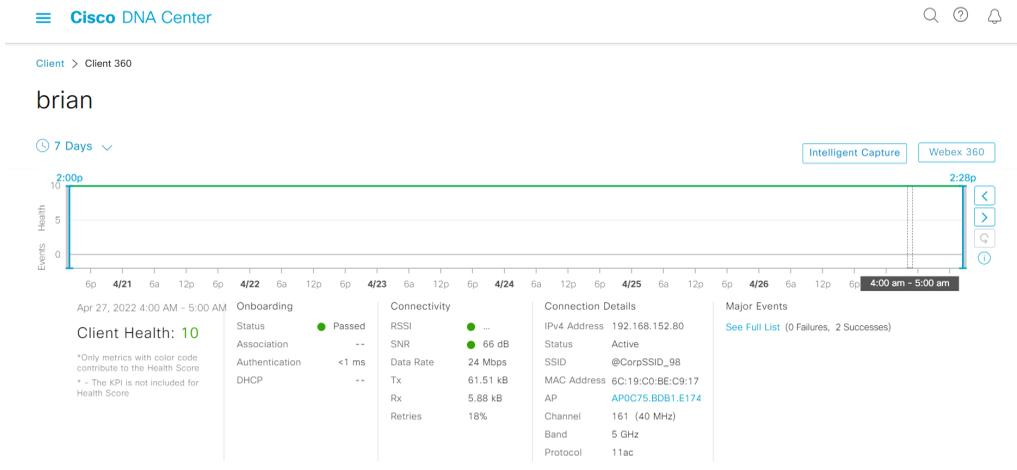 Cisco DNA Center
Client > Client 360
brian
7 Days
Intelligent Capture
Webex 360
2:00p
2:28p
10
5
0
Health
Events
6p 4/21 6a 12p 6p 4/22 6a 12p 6p 4/23 6a 12p 6p 4/24 6a 12p 6p 4/25 6a 12p 6p 4/26 6a 12p 6p 4:00 am - 5:00 am
Apr 27, 2022 4:00 AM - 5:00 AM
Client Health: 10
*Only metrics with color code
contribute to the Health Score
* - The KPI is not included for
Health Score
Onboarding
Status Passed
Association --
Authentication <1 ms
DHCP --
Connectivity
RSSI ...
SNR 66 dB
Data Rate 24 Mbps
Tx 61.51 kB
Rx 5.88 kB
Retries 18%
Connection Details
IPv4 Address 192.168.152.80
Status Active
SSID @CorpSSID_98
MAC Address 6C:19:C0:BE:C9:17
AP AP0C75.BDB1.E174
Channel 161 (40 MHz)
Band 5 GHz
Protocol 11ac
Major Events
See Full List (0 Failures, 2 Successes)